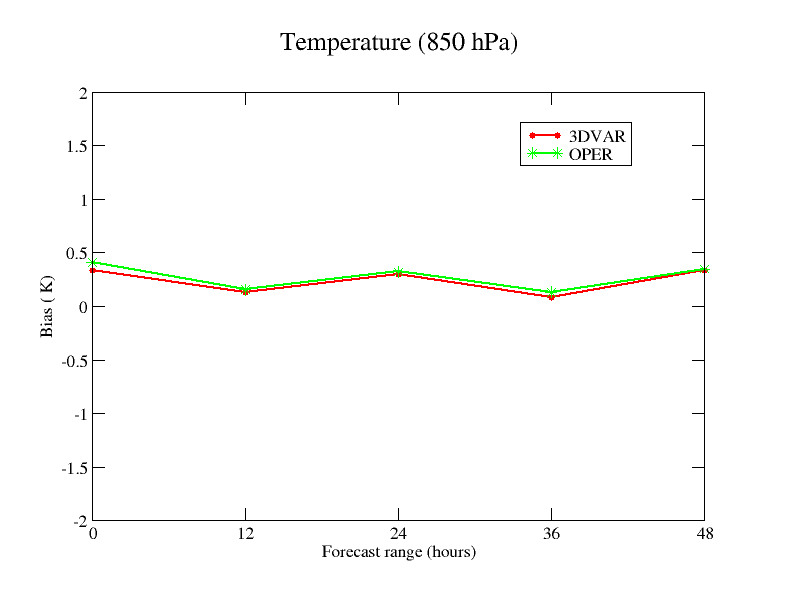 Temperature (850 hPa)
2
1.5
1
0.5
0
-0.5
-1
-1.5
-2
Bias ( K)
3DVAR
OPER
0 12 24 36 48
Forecast range (hours)